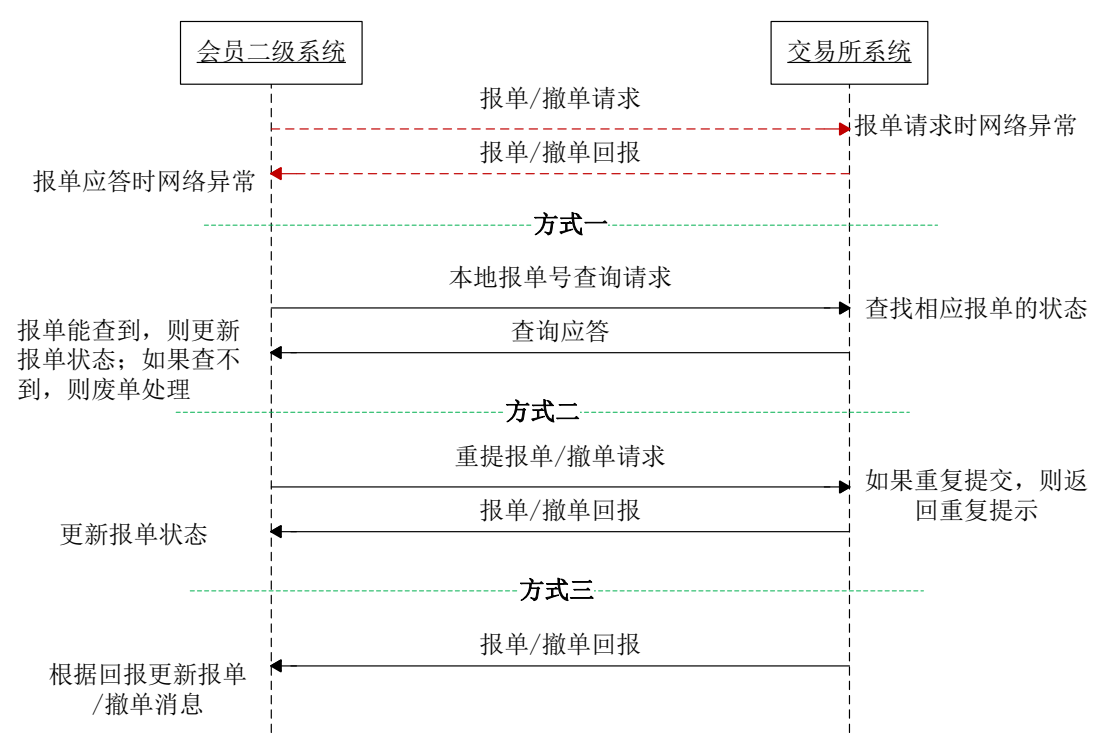 会员二级系统
交易所系统
报单/撤单请求
报单请求时网络异常
报单/撤单回报
报单应答时网络异常
方式一
本地报单号查询请求
查找相应报单的状态
查询应答
报单能查到，则更新
报单状态；如果查不
到，则废单处理
方式二
重提报单/撤单请求
如果重复提交，则返
回重复提示
报单/撤单回报
更新报单状态
方式三
报单/撤单回报
根据回报更新报单
/撤单消息